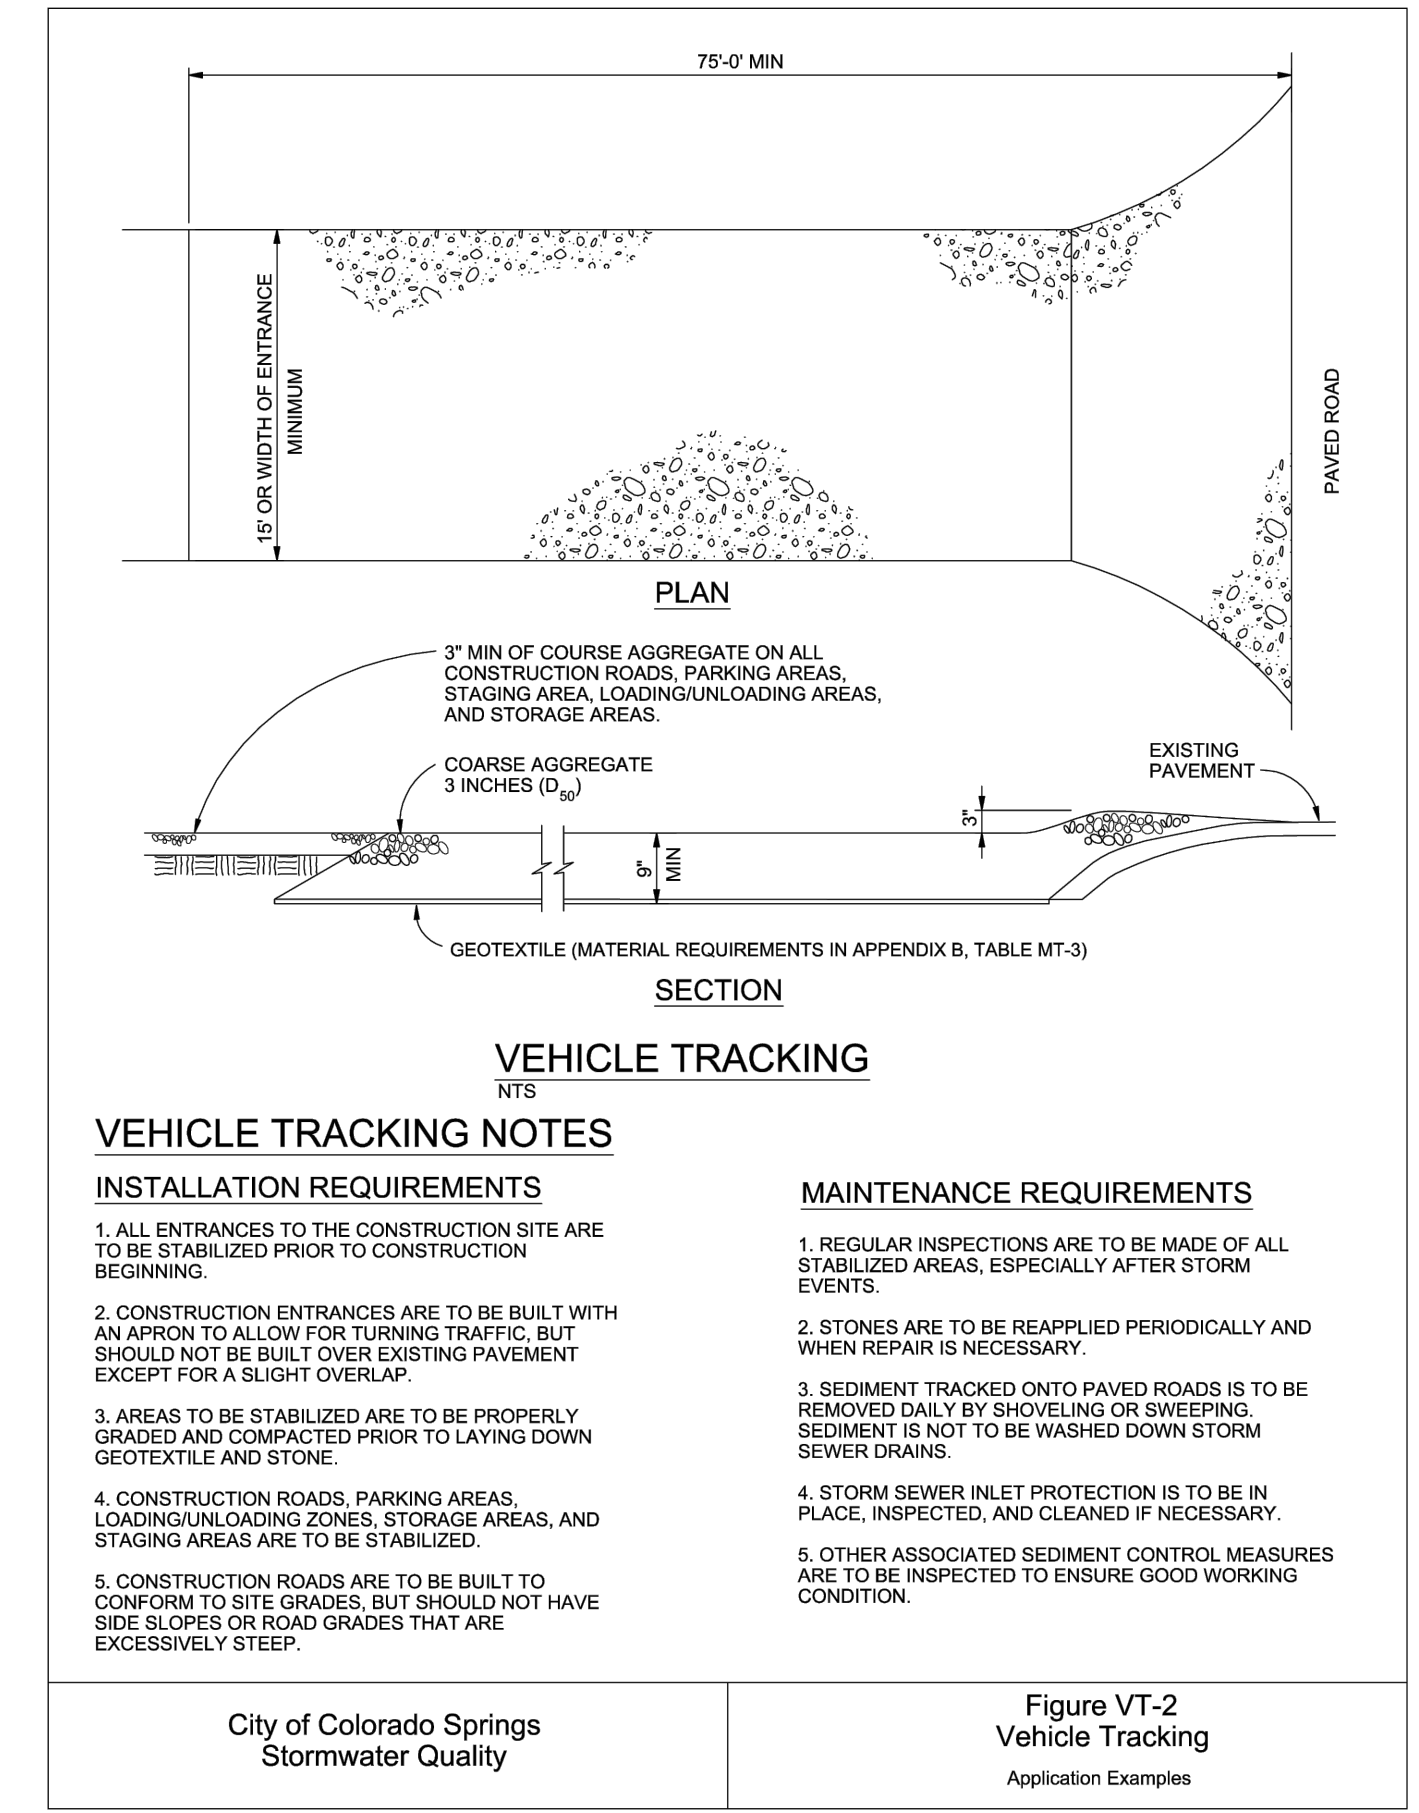 75'-0' MIN
15' OR WIDTH OF ENTRANCE
MINIMUM
PAVED ROAD
PLAN
3" MIN OF COURSE AGGREGATE ON ALL
CONSTRUCTION ROADS, PARKING AREAS,
STAGING AREA, LOADING/UNLOADING AREAS,
AND STORAGE AREAS.
COARSE AGGREGATE
3 INCHES (D50)
EXISTING
PAVEMENT
3"
9"
MIN
GEOTEXTILE (MATERIAL REQUIREMENTS IN APPENDIX B, TABLE MT-3)
SECTION
VEHICLE TRACKING
NTS
VEHICLE TRACKING NOTES
INSTALLATION REQUIREMENTS
1. ALL ENTRANCES TO THE CONSTRUCTION SITE ARE
TO BE STABILIZED PRIOR TO CONSTRUCTION
BEGINNING.
2. CONSTRUCTION ENTRANCES ARE TO BE BUILT WITH
AN APRON TO ALLOW FOR TURNING TRAFFIC, BUT
SHOULD NOT BE BUILT OVER EXISTING PAVEMENT
EXCEPT FOR A SLIGHT OVERLAP.
3. AREAS TO BE STABILIZED ARE TO BE PROPERLY
GRADED AND COMPACTED PRIOR TO LAYING DOWN
GEOTEXTILE AND STONE.
4. CONSTRUCTION ROADS, PARKING AREAS,
LOADING/UNLOADING ZONES, STORAGE AREAS, AND
STAGING AREAS ARE TO BE STABILIZED.
5. CONSTRUCTION ROADS ARE TO BE BUILT TO
CONFORM TO SITE GRADES, BUT SHOULD NOT HAVE
SIDE SLOPES OR ROAD GRADES THAT ARE
EXCESSIVELY STEEP.
MAINTENANCE REQUIREMENTS
1. REGULAR INSPECTIONS ARE TO BE MADE OF ALL
STABILIZED AREAS, ESPECIALLY AFTER STORM
EVENTS.
2. STONES ARE TO BE REAPPLIED PERIODICALLY AND
WHEN REPAIR IS NECESSARY.
3. SEDIMENT TRACKED ONTO PAVED ROADS IS TO BE
REMOVED DAILY BY SHOVELING OR SWEEPING.
SEDIMENT IS NOT TO BE WASHED DOWN STORM
SEWER DRAINS.
4. STORM SEWER INLET PROTECTION IS TO BE IN
PLACE, INSPECTED, AND CLEANED IF NECESSARY.
5. OTHER ASSOCIATED SEDIMENT CONTROL MEASURES
ARE TO BE INSPECTED TO ENSURE GOOD WORKING
CONDITION.
City of Colorado Springs
Stormwater Quality
Figure VT-2
Vehicle Tracking
Application Examples